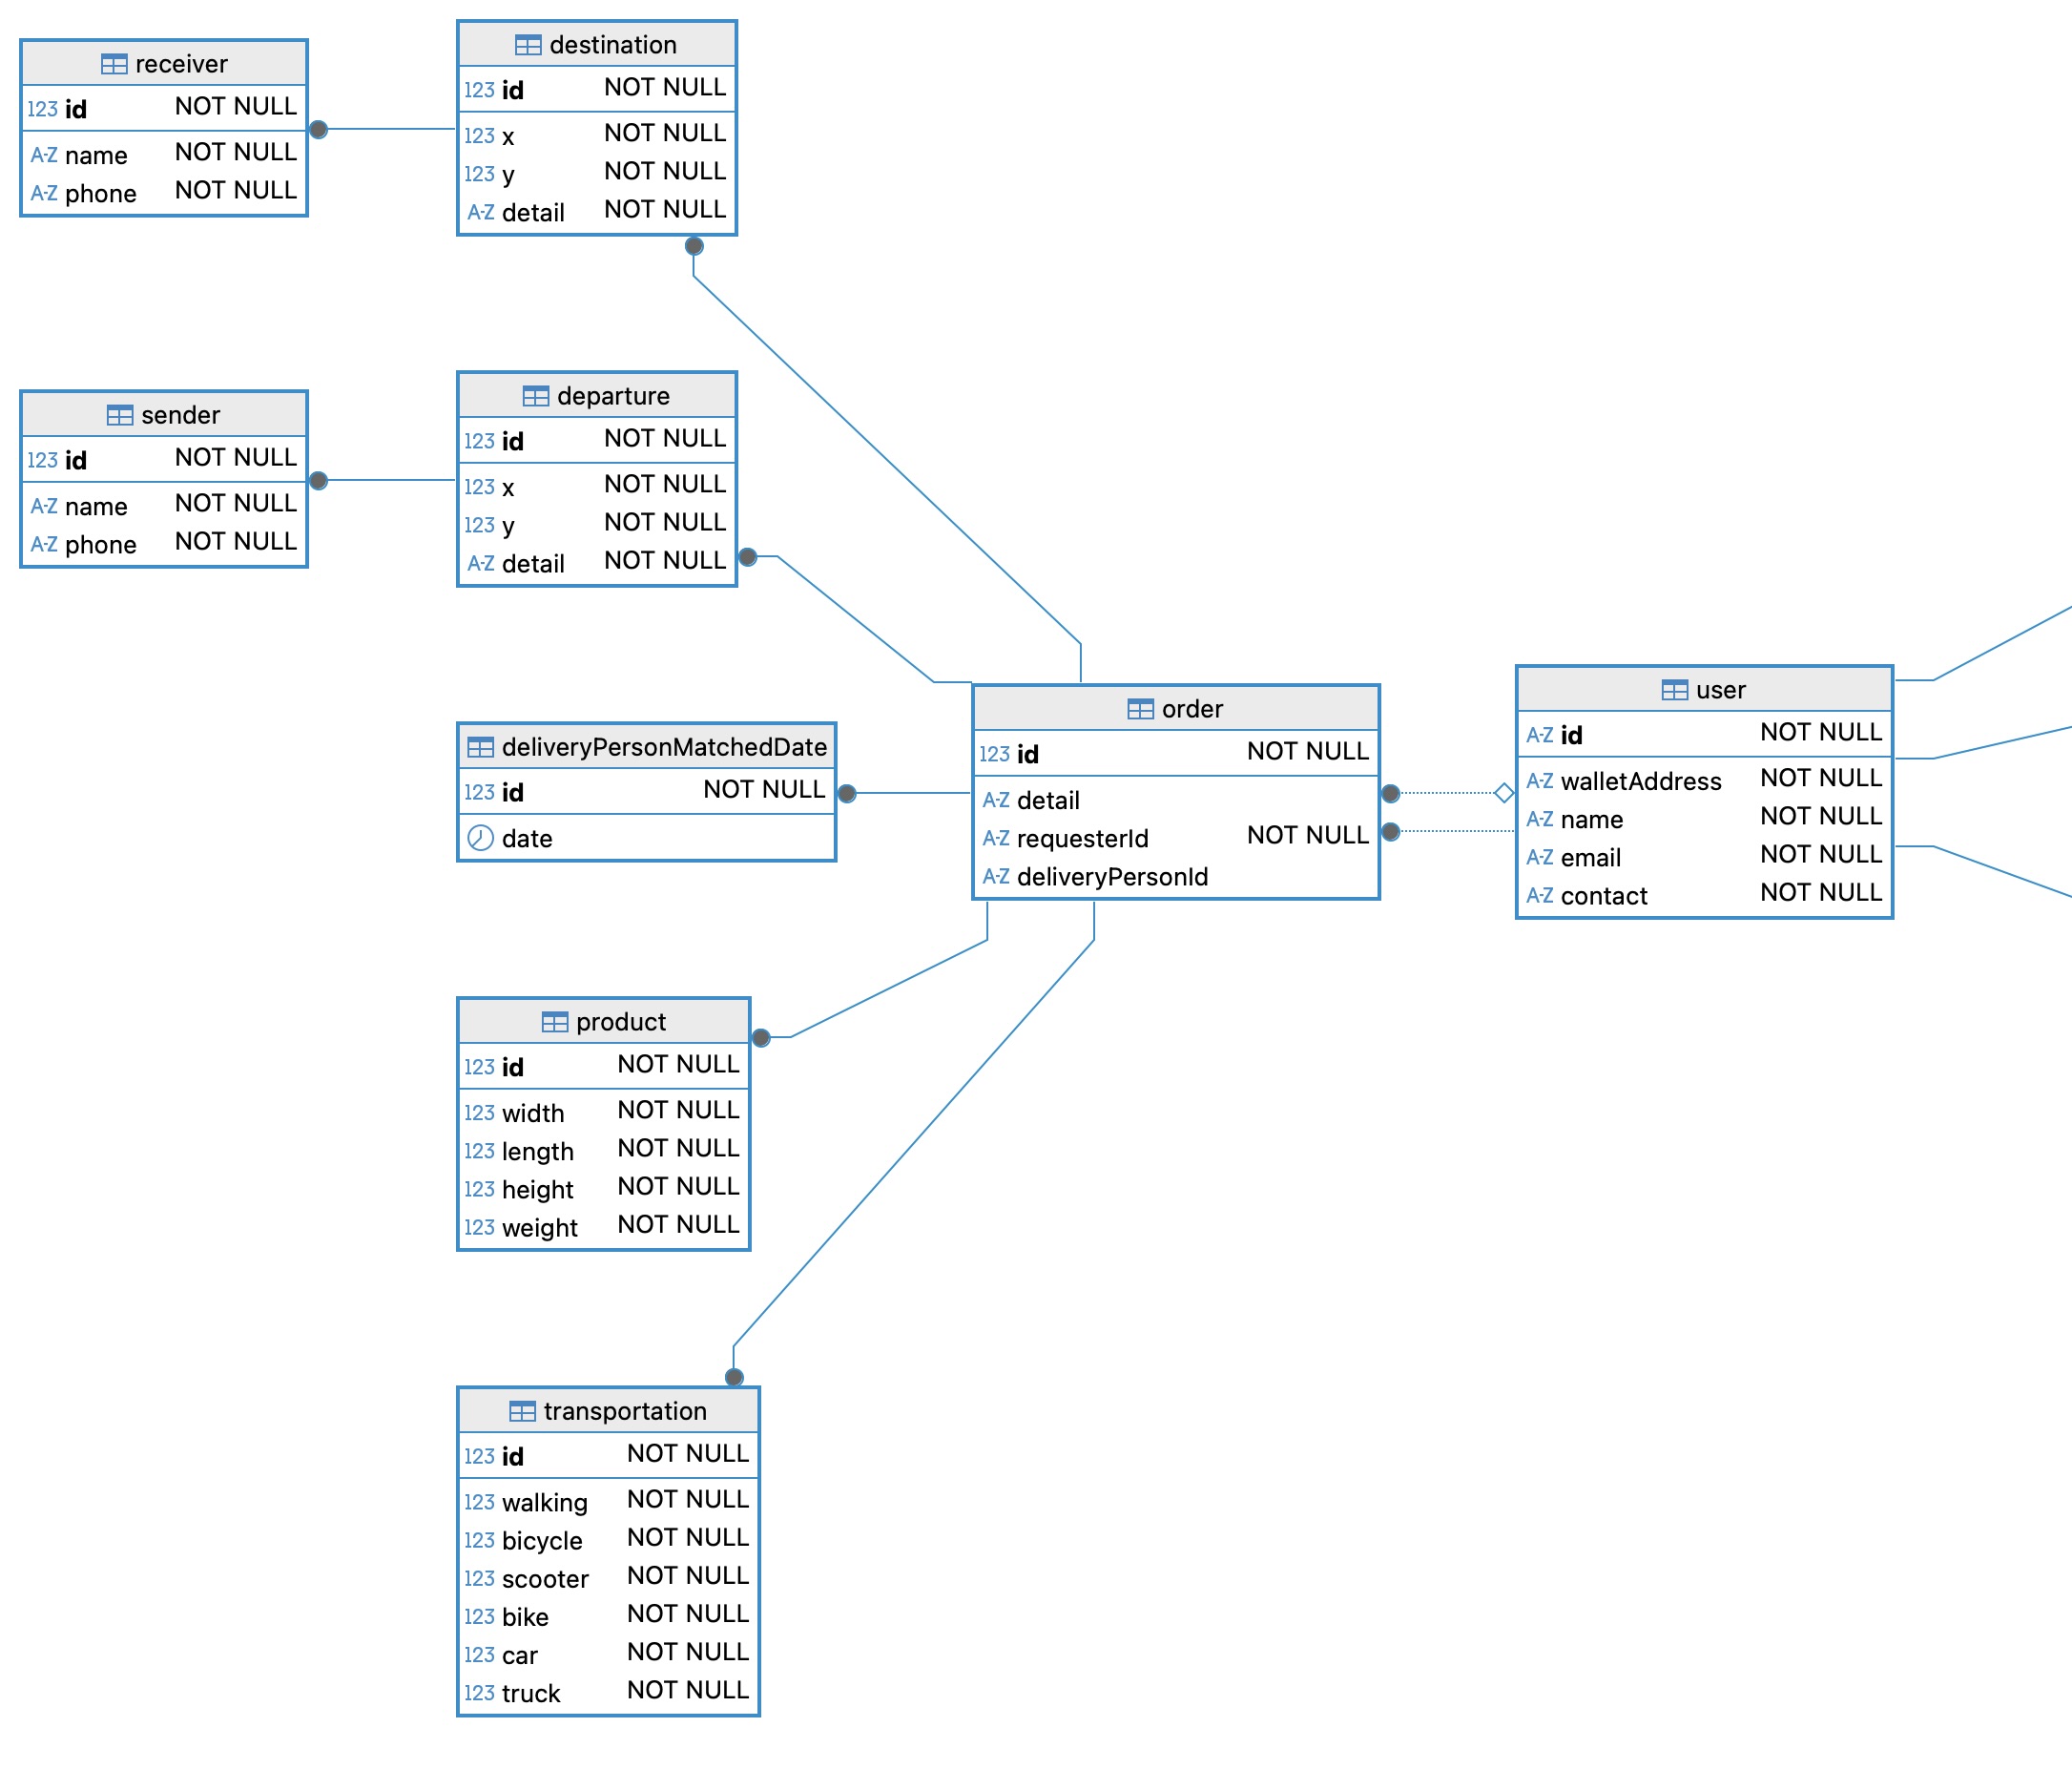 receiver
123 id NOT NULL
A-Z name NOT NULL
A-Z phone NOT NULL
destination
123 id NOT NULL
123 x NOT NULL
123 y NOT NULL
A-Z detail NOT NULL
sender
123 id NOT NULL
A-Z name NOT NULL
A-Z phone NOT NULL
departure
123 id NOT NULL
123 x NOT NULL
123 y NOT NULL
A-Z detail NOT NULL
deliveryPersonMatchedDate
123 id NOT NULL
date
order
123 id NOT NULL
A-Z detail
A-Z requesterId NOT NULL
A-Z deliveryPersonId
user
A-Z id NOT NULL
A-Z walletAddress NOT NULL
A-Z name NOT NULL
A-Z email NOT NULL
A-Z contact NOT NULL
product
123 id NOT NULL
123 width NOT NULL
123 length NOT NULL
123 height NOT NULL
123 weight NOT NULL
transportation
123 id NOT NULL
123 walking NOT NULL
123 bicycle NOT NULL
123 scooter NOT NULL
123 bike NOT NULL
123 car NOT NULL
123 truck NOT NULL